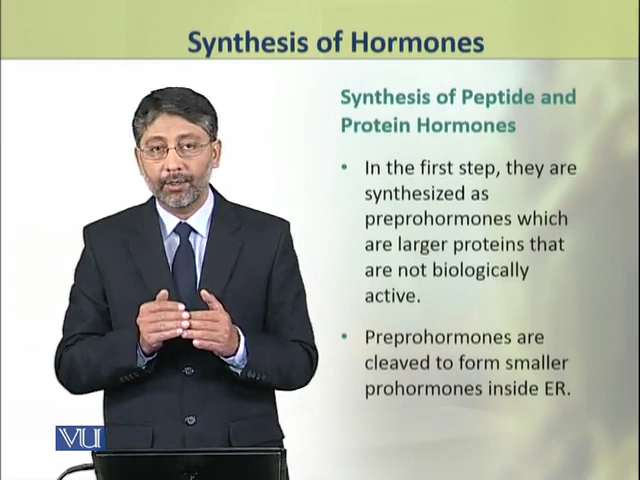 Synthesis of Hormones
Synthesis of Peptide and
Protein Hormones
• In the first step, they are
synthesized as
preprohormones which
are larger proteins that
are not biologically
active.
• Preprohormones are
cleaved to form smaller
prohormones inside ER.
VU